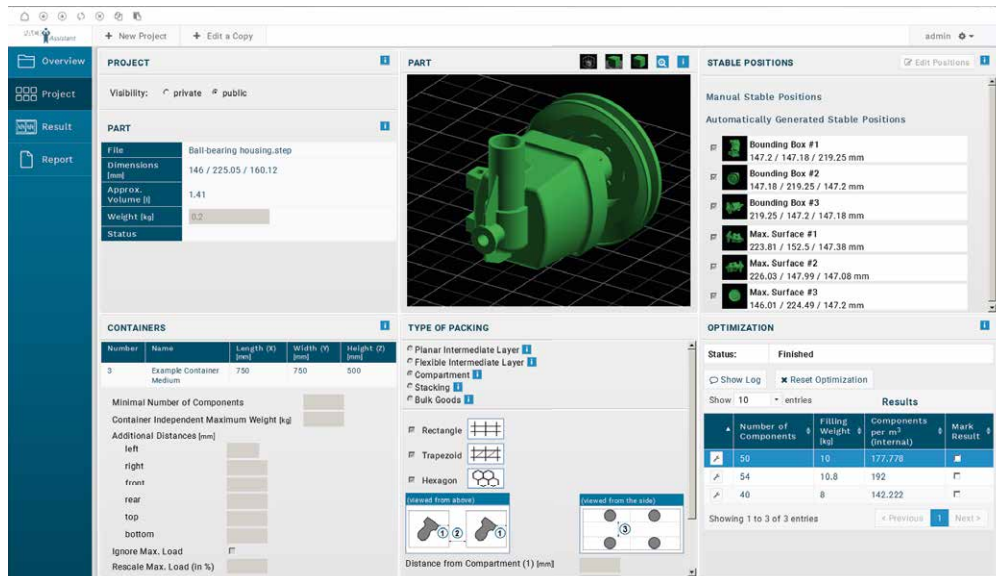 Assistant
+ New Project
+ Edit a Copy
admin
Overview
Project
Result
Report
PROJECT
Visibility: private public
PART
File Ball-bearing housing.step
Dimensions [mm] 146 / 225.05 / 160.12
Approx. Volume [l] 1.41
Weight [kg] 0.2
Status
PART
STABLE POSITIONS
Edit Positions
Manual Stable Positions
Automatically Generated Stable Positions
Bounding Box #1
147.2 / 147.18 / 219.25 mm
Bounding Box #2
147.18 / 219.25 / 147.2 mm
Bounding Box #3
219.25 / 147.2 / 147.18 mm
Max. Surface #1
223.81 / 152.5 / 147.38 mm
Max. Surface #2
226.03 / 147.99 / 147.08 mm
Max. Surface #3
146.01 / 224.49 / 147.2 mm
CONTAINERS
Number Name Length (X) [mm] Width (Y) [mm] Height (Z) [mm]
3 Example Container Medium 750 750 500
Minimal Number of Components
Container Independent Maximum Weight [kg]
Additional Distances [mm]
left
right
front
rear
top
bottom
Ignore Max. Load
Rescale Max. Load (in %)
TYPE OF PACKING
Planar Intermediate Layer
Flexible Intermediate Layer
Compartment
Stacking
Bulk Goods
Rectangle
Trapezoid
Hexagon
(viewed from above)
1 2 1
(viewed from the side)
3
Distance from Compartment (1) [mm]
OPTIMIZATION
Status: Finished
Show Log
Reset Optimization
Show 10 entries
Results
Number of Components Filling Weight [kg] Components per m³ (internal) Mark Result
50 10 177.778
54 10.8 192
40 8 142.222
Showing 1 to 3 of 3 entries
< Previous 1 Next >